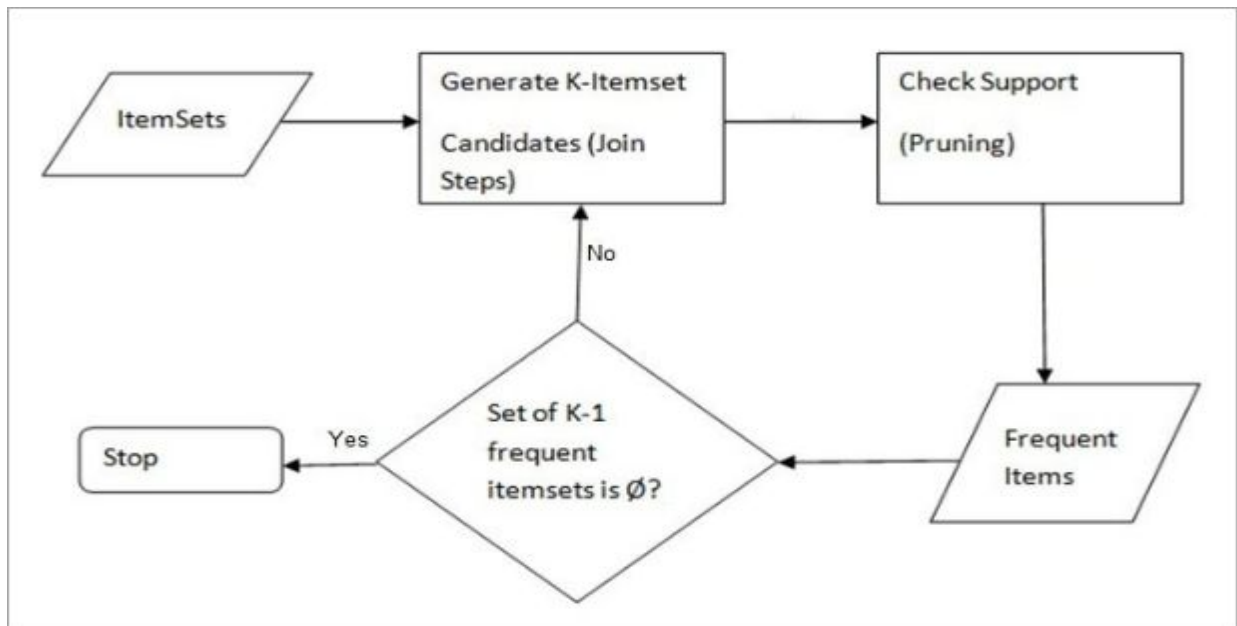 ItemSets
Generate K-Itemset
Candidates (Join
Steps)
Check Support
(Pruning)
No
Set of K-1
frequent
itemsets is Ø?
Yes
Stop
Frequent
Items